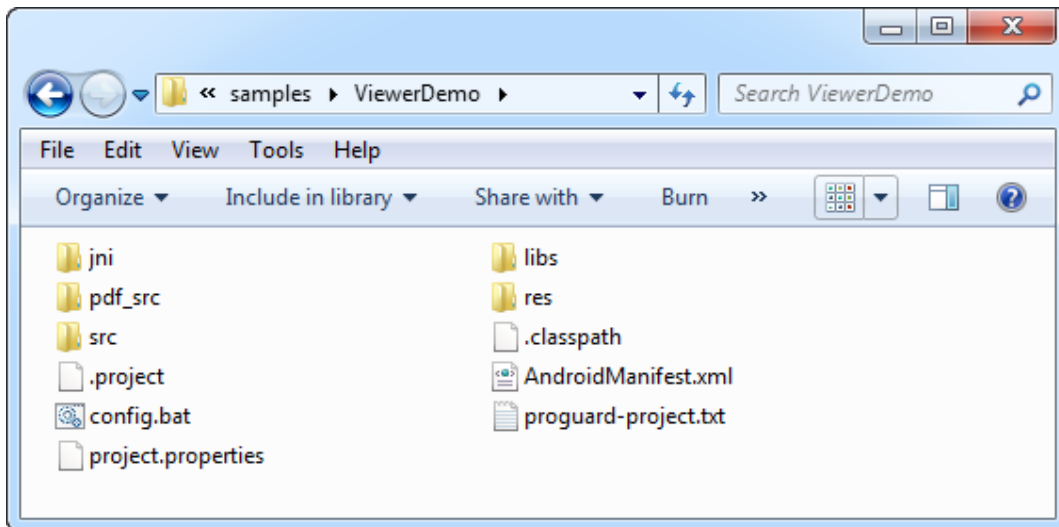 « samples ▸ ViewerDemo ▸ Search ViewerDemo
File Edit View Tools Help
Organize Include in library Share with Burn »
jni libs
pdf_src res
src .classpath
.project AndroidManifest.xml
config.bat proguard-project.txt
project.properties